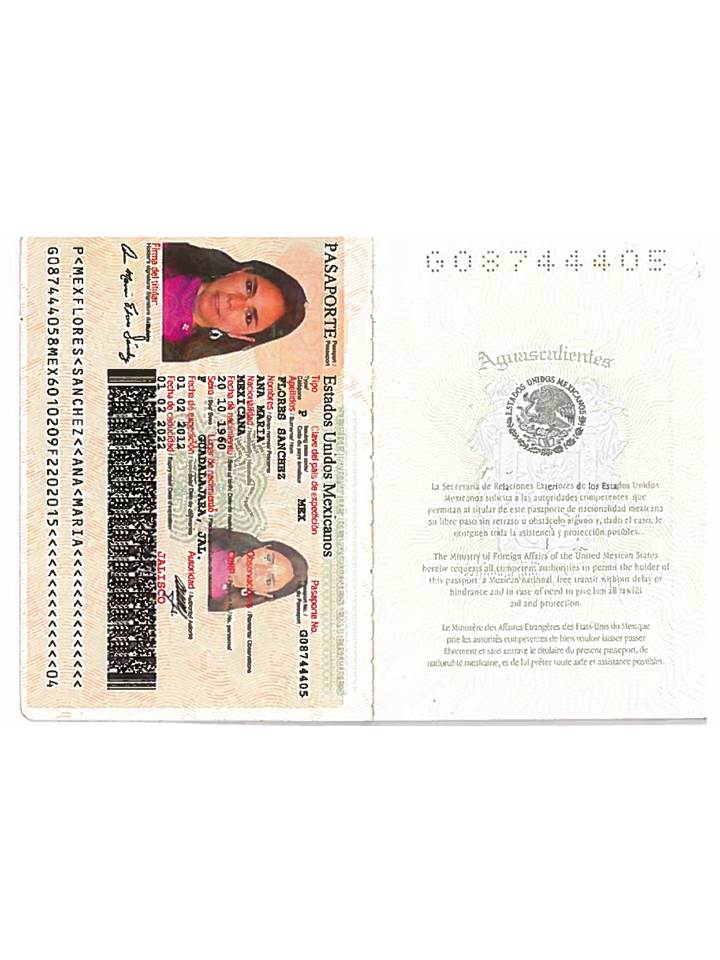 PASAPORTE Passport Passeport
Estados Unidos Mexicanos
Tipo Clave del país de expedición Pasaporte No.
P MEX G08744405
Apellidos
FLORES SANCHEZ
Nombres
ANA MARIA
Nacionalidad Observaciones
MEXICANA
Fecha de nacimiento CURP
20 10 1960
Sexo Lugar de nacimiento
F GUADALAJARA, JAL.
Fecha de expedición Autoridad
01 02 2012
Fecha de caducidad JALISCO
01 02 2022
Firma del titular
P<MEXFLORES<SANCHEZ<<ANA<MARIA<<<<<<<<<<<<<<
G087444058MEX6010209F2202015<<<<<<<<<<<<<<04
G08744405
Aguascalientes
ESTADOS UNIDOS MEXICANOS
La Secretaría de Relaciones Exteriores de los Estados Unidos
Mexicanos solicita a las autoridades competentes que
permitan al titular de este pasaporte de nacionalidad mexicana
su libre paso sin retraso u obstáculo alguno y, dado el caso, le
otorguen toda la asistencia y protección posibles.
The Ministry of Foreign Affairs of the United Mexican States
hereby requests all competent authorities to permit the holder of
this passport, a Mexican national, free transit without delay or
hindrance and in case of need to give him all lawful
aid and protection.
Le Ministère des Affaires Etrangères des Etats-Unis du Mexique
prie les autorités compétentes de bien vouloir laisser passer
librement et sans entrave le titulaire du présent passeport, de
nationalité mexicaine, et de lui prêter toute aide et assistance possibles.